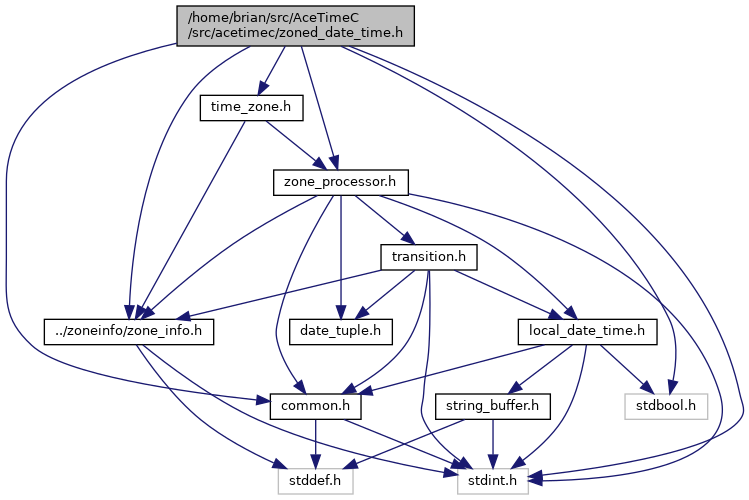 /home/brian/src/AceTimeC
/src/acetimec/zoned_date_time.h
time_zone.h
zone_processor.h
transition.h
../zoneinfo/zone_info.h
date_tuple.h
local_date_time.h
common.h
string_buffer.h
stdbool.h
stddef.h
stdint.h